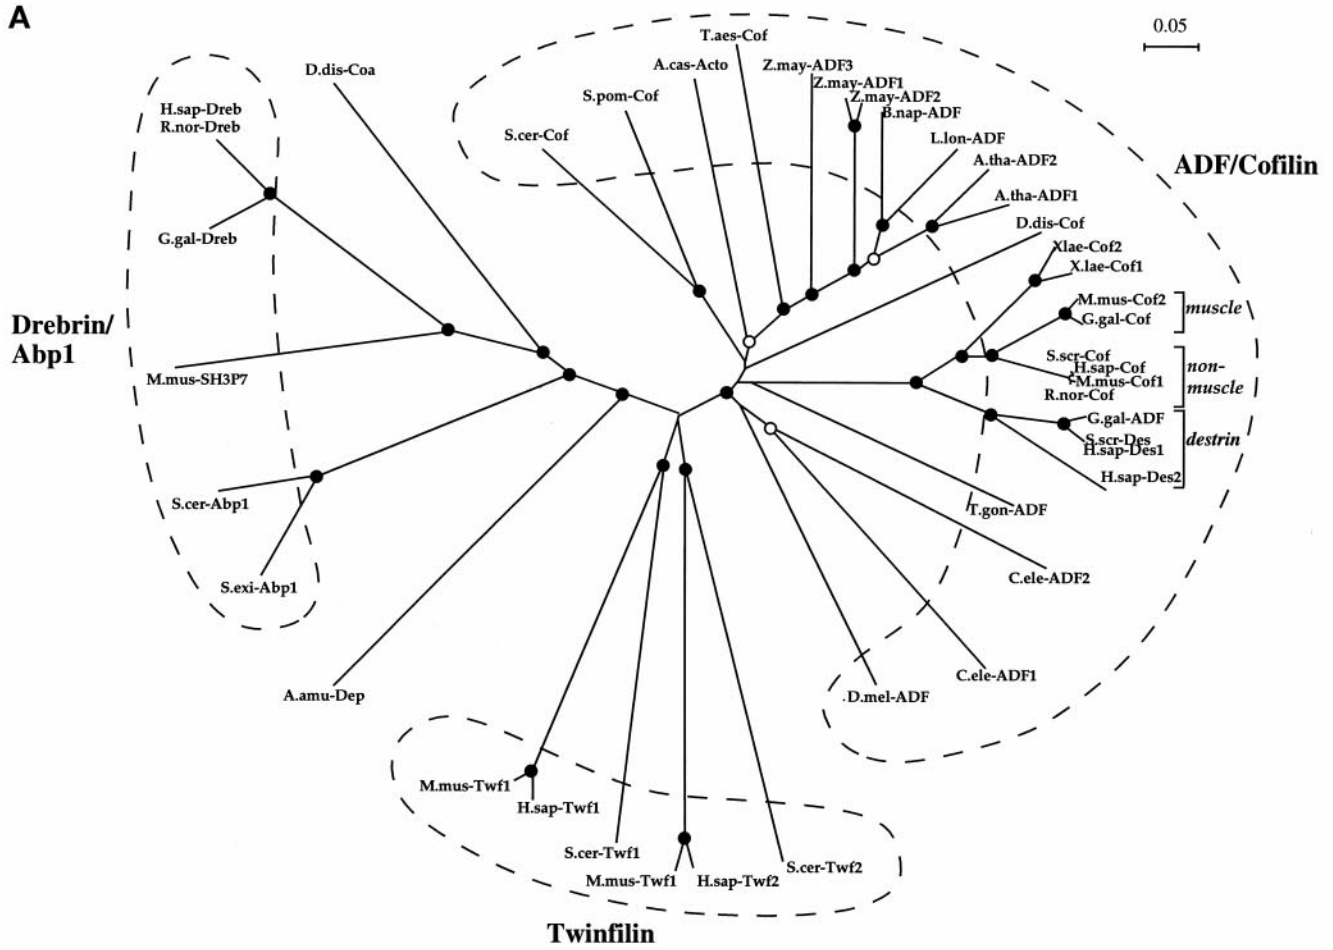 A
0.05
T.aes-Cof
A.cas-Acto
Z.may-ADF3
Z.may-ADF1
Z.may-ADF2
B.nap-ADF
D.dis-Coa
S.pom-Cof
H.sap-Dreb
R.nor-Dreb
S.cer-Cof
L.lon-ADF
A.tha-ADF2
ADF/Cofilin
A.tha-ADF1
D.dis-Cof
G.gal-Dreb
Xlae-Cof2
X.lae-Cof1
M.mus-Cof2
muscle
G.gal-Cof
Drebrin/
Abp1
S.scr-Cof
H.sap-Cof
non-
muscle
M.mus-SH3P7
M.mus-Cof1
R.nor-Cof
G.gal-ADF
S.scr-Des
destrin
H.sap-Des1
H.sap-Des2
S.cer-Abp1
T.gon-ADF
C.ele-ADF2
S.exi-Abp1
C.ele-ADF1
A.amu-Dep
D.mel-ADF
M.mus-Twf1
H.sap-Twf1
S.cer-Twf1
S.cer-Twf2
M.mus-Twf1
H.sap-Twf2
Twinfilin